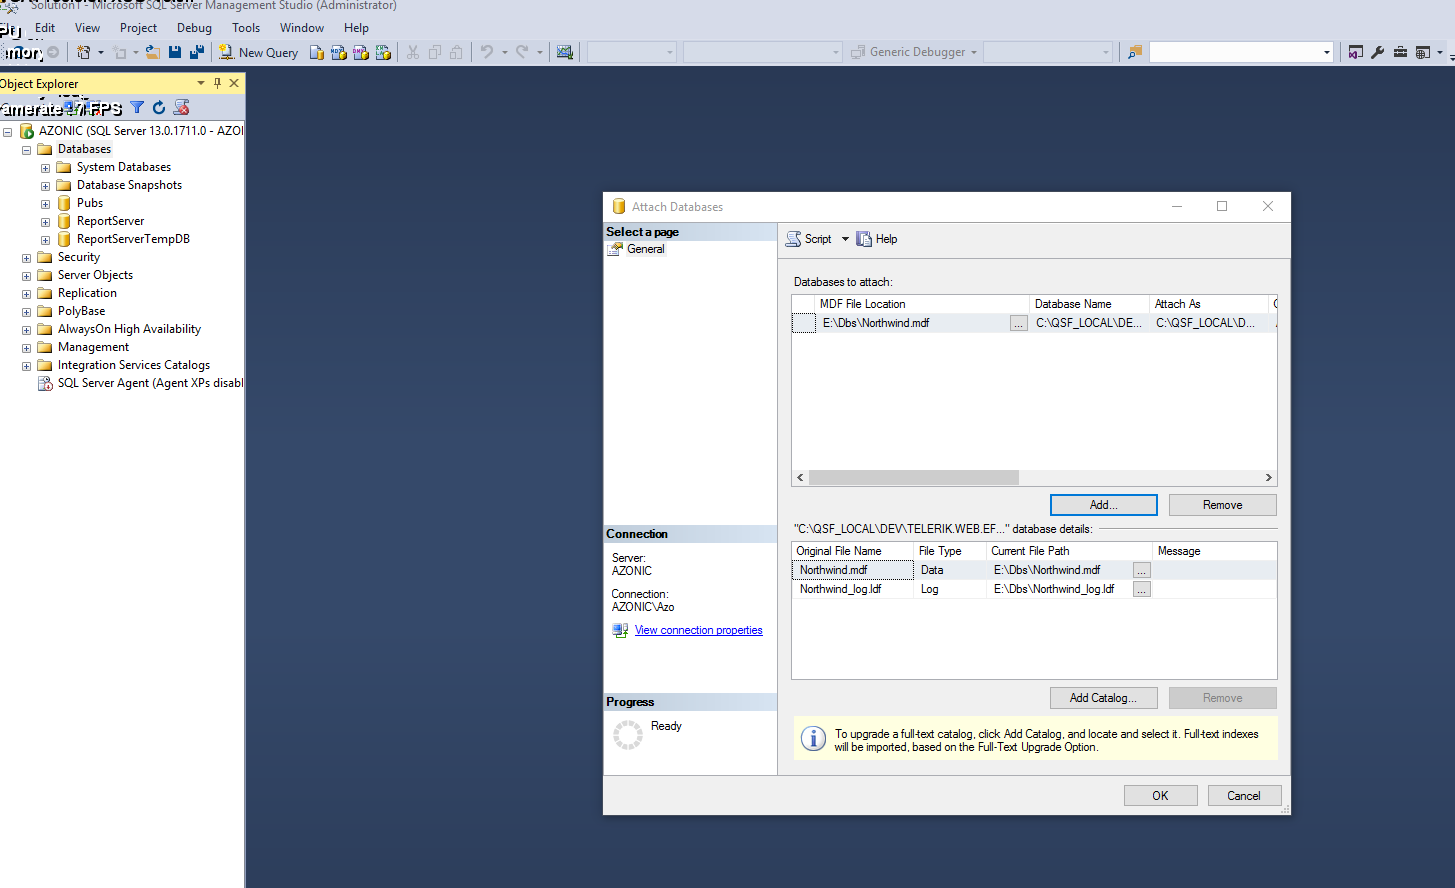 Solution1 - Microsoft SQL Server Management Studio (Administrator)
Edit View Project Debug Tools Window Help
New Query Generic Debugger
Object Explorer
FPS
AZONIC (SQL Server 13.0.1711.0 - AZOI
Databases
System Databases
Database Snapshots
Pubs
ReportServer
ReportServerTempDB
Security
Server Objects
Replication
PolyBase
AlwaysOn High Availability
Management
Integration Services Catalogs
SQL Server Agent (Agent XPs disabl
Attach Databases
Select a page
General
Script Help
Databases to attach:
MDF File Location Database Name Attach As
E:\Dbs\Northwind.mdf ... C:\QSF_LOCAL\DE... C:\QSF_LOCAL\D...
Add... Remove
"C:\QSF_LOCAL\DEV\TELERIK.WEB.EF..." database details:
Original File Name File Type Current File Path Message
Northwind.mdf Data E:\Dbs\Northwind.mdf ...
Northwind_log.ldf Log E:\Dbs\Northwind_log.ldf ...
Connection
Server:
AZONIC
Connection:
AZONIC\Azo
View connection properties
Progress
Ready
Add Catalog... Remove
To upgrade a full-text catalog, click Add Catalog, and locate and select it. Full-text indexes
will be imported, based on the Full-Text Upgrade Option.
OK Cancel